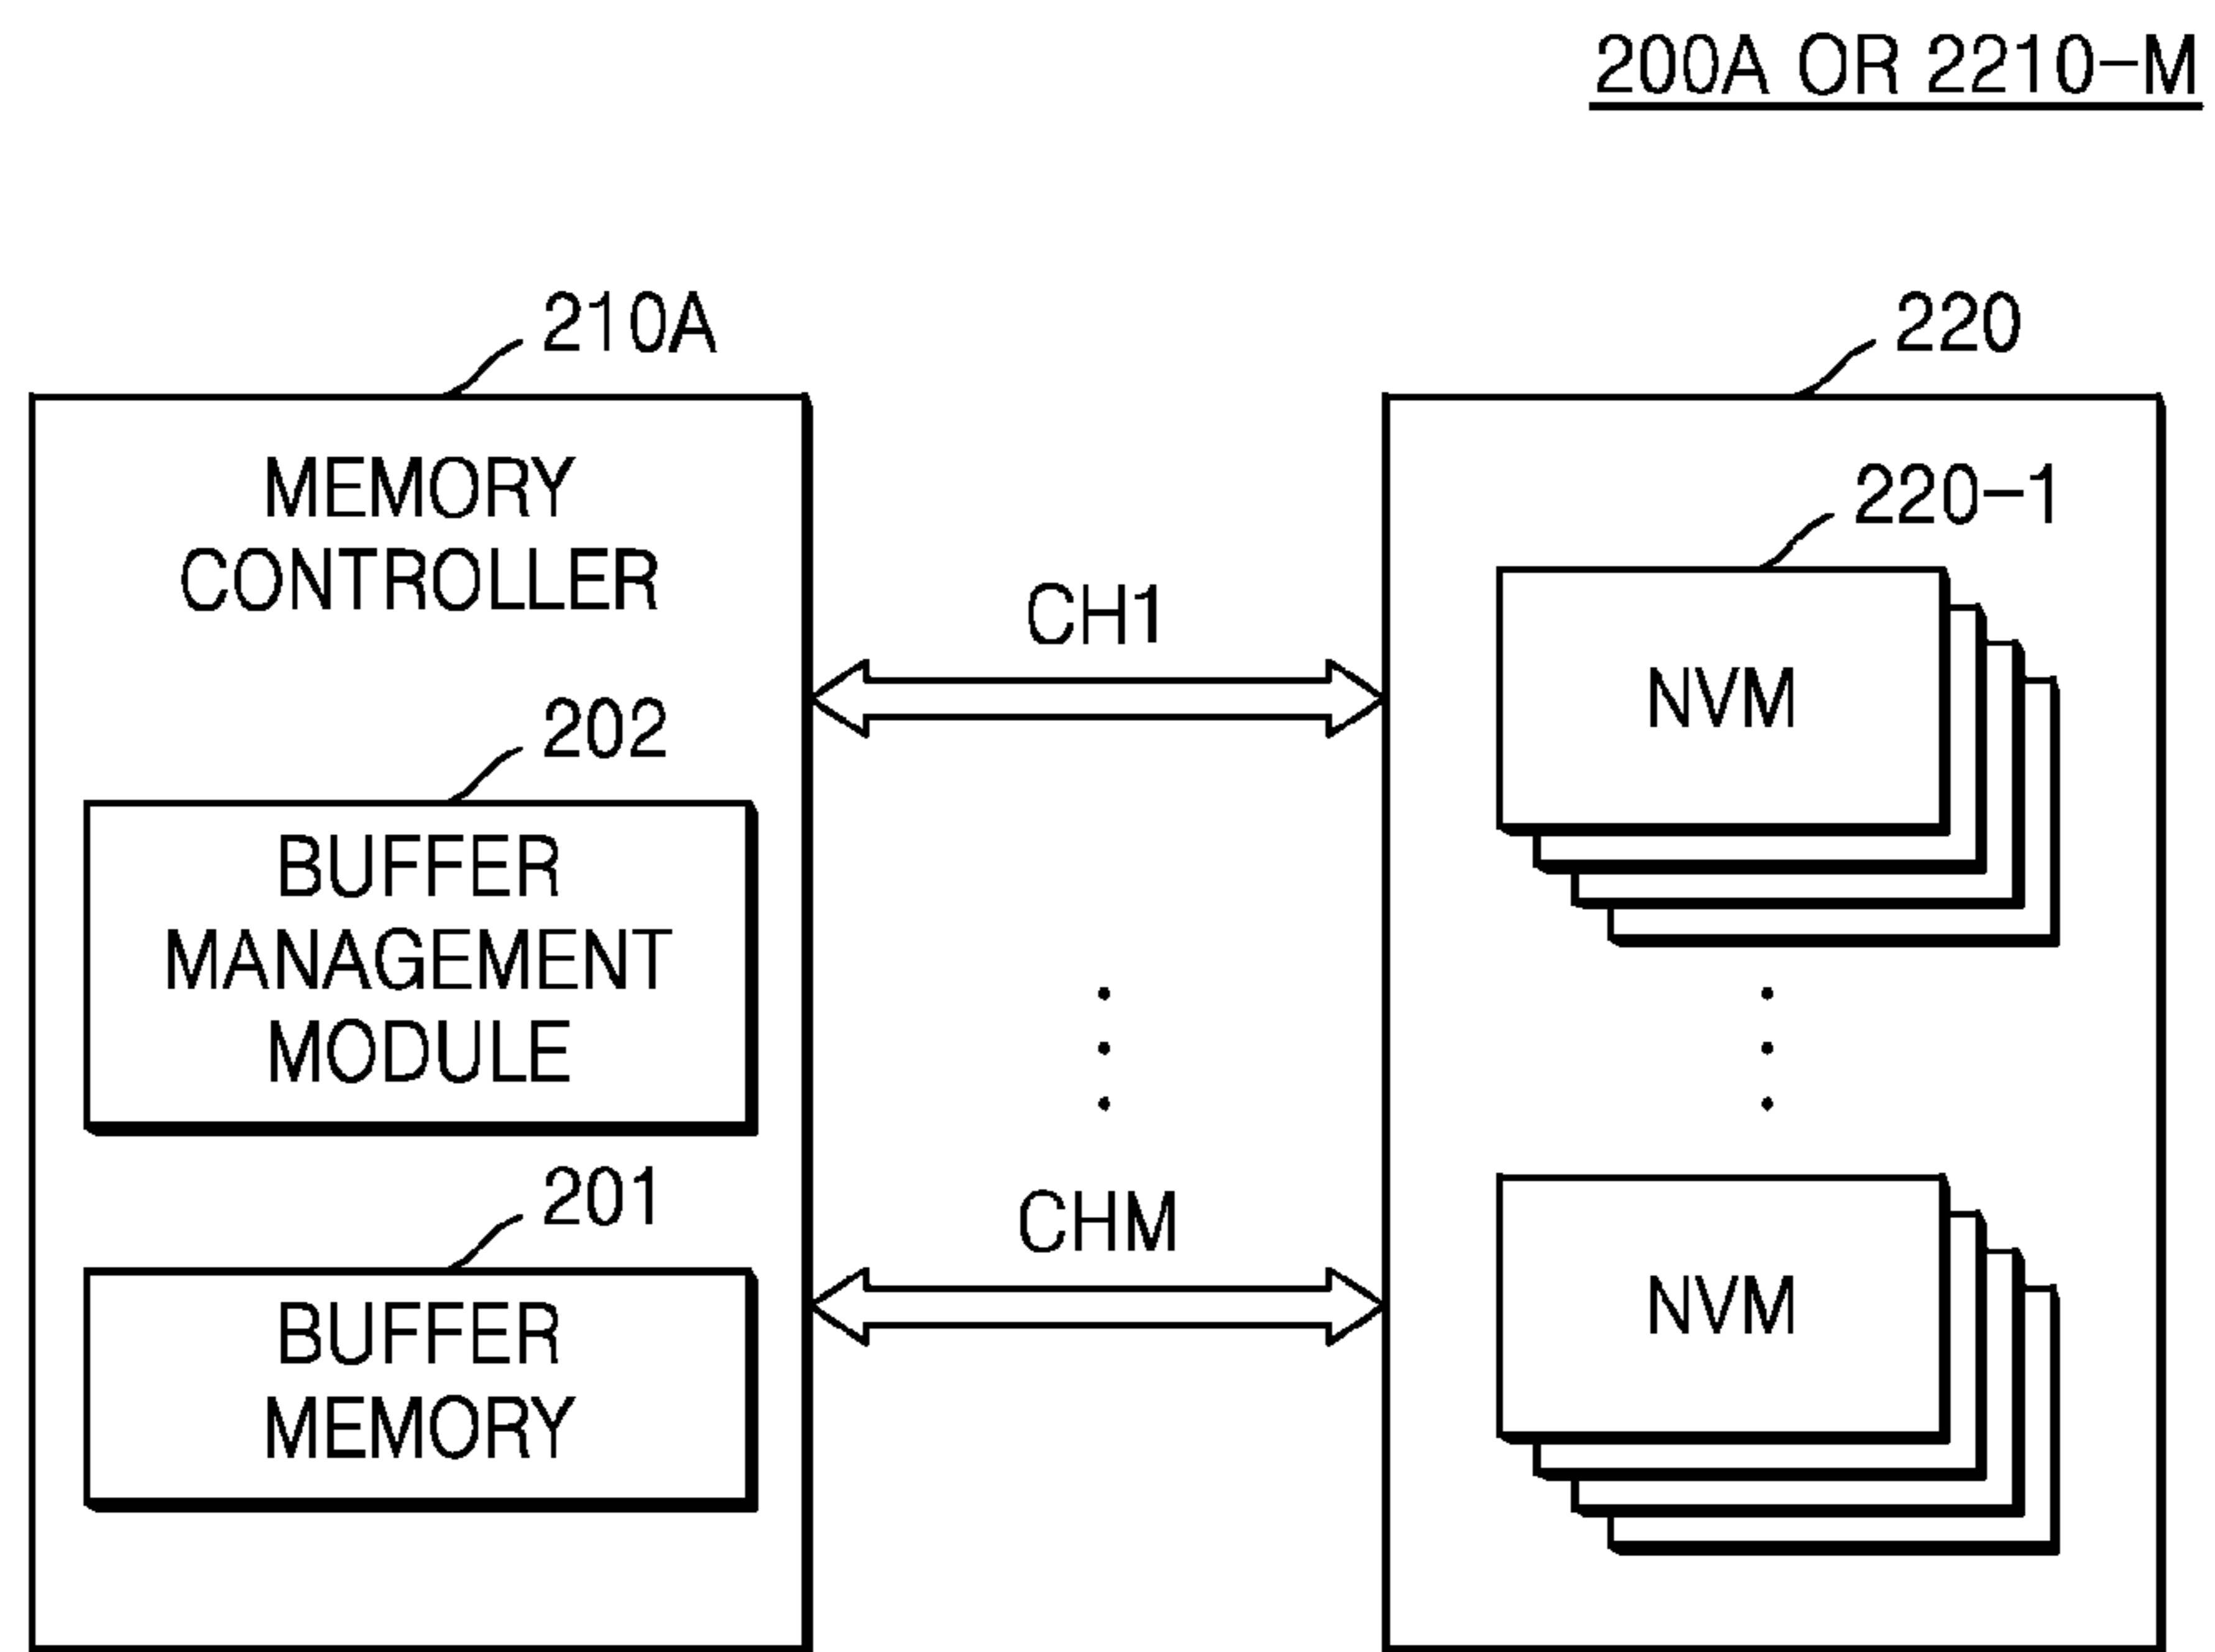 200A OR 2210-M
210A
MEMORY
CONTROLLER
202
BUFFER
MANAGEMENT
MODULE
201
BUFFER
MEMORY
CH1
CHM
220
220-1
NVM
NVM